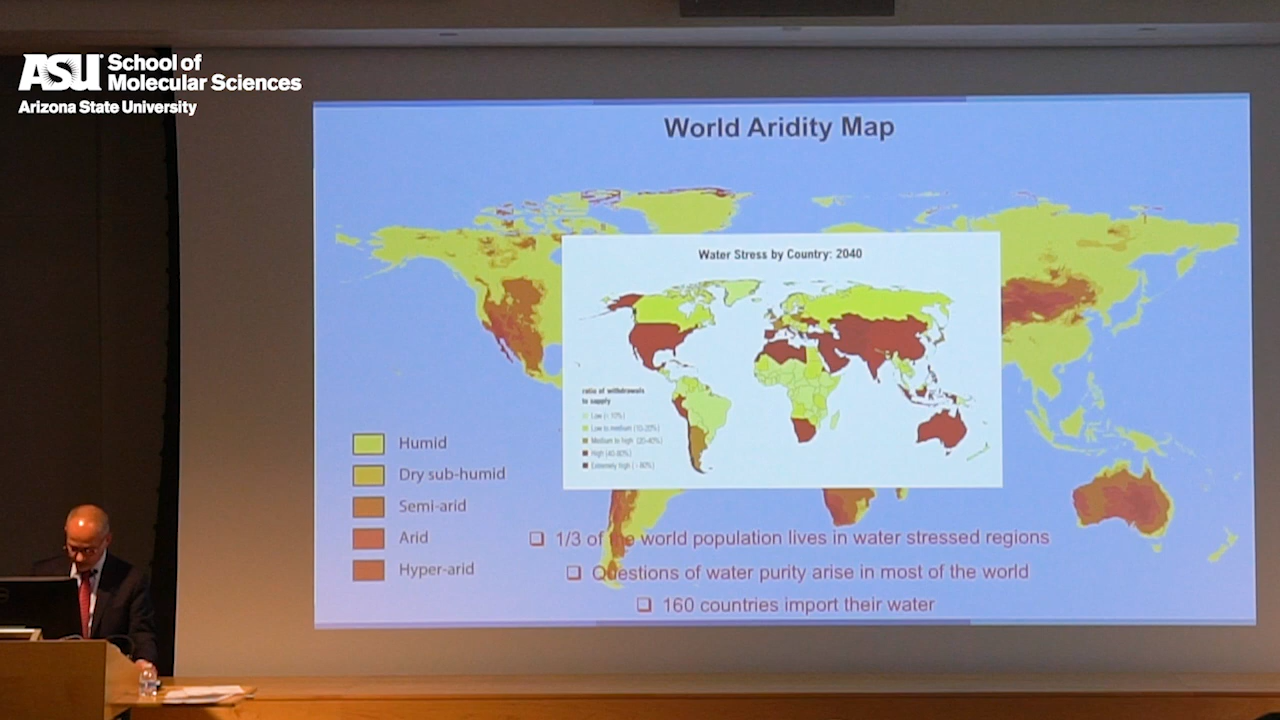 ASU School of
Molecular Sciences
Arizona State University
World Aridity Map
Water Stress by Country: 2040
ratio of withdrawals
to supply
Low (< 10%)
Low to medium (10-20%)
Medium to high (20-40%)
High (40-80%)
Extremely high (> 80%)
Humid
Dry sub-humid
Semi-arid
Arid
Hyper-arid
❑ 1/3 of the world population lives in water stressed regions
❑ Questions of water purity arise in most of the world
❑ 160 countries import their water